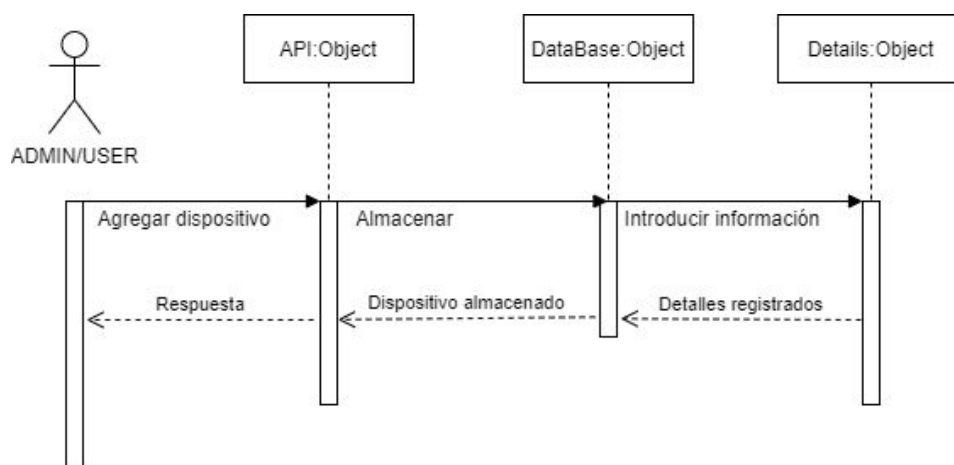 API:Object
DataBase:Object
Details:Object
ADMIN/USER
Agregar dispositivo
Almacenar
Introducir información
Respuesta
Dispositivo almacenado
Detalles registrados